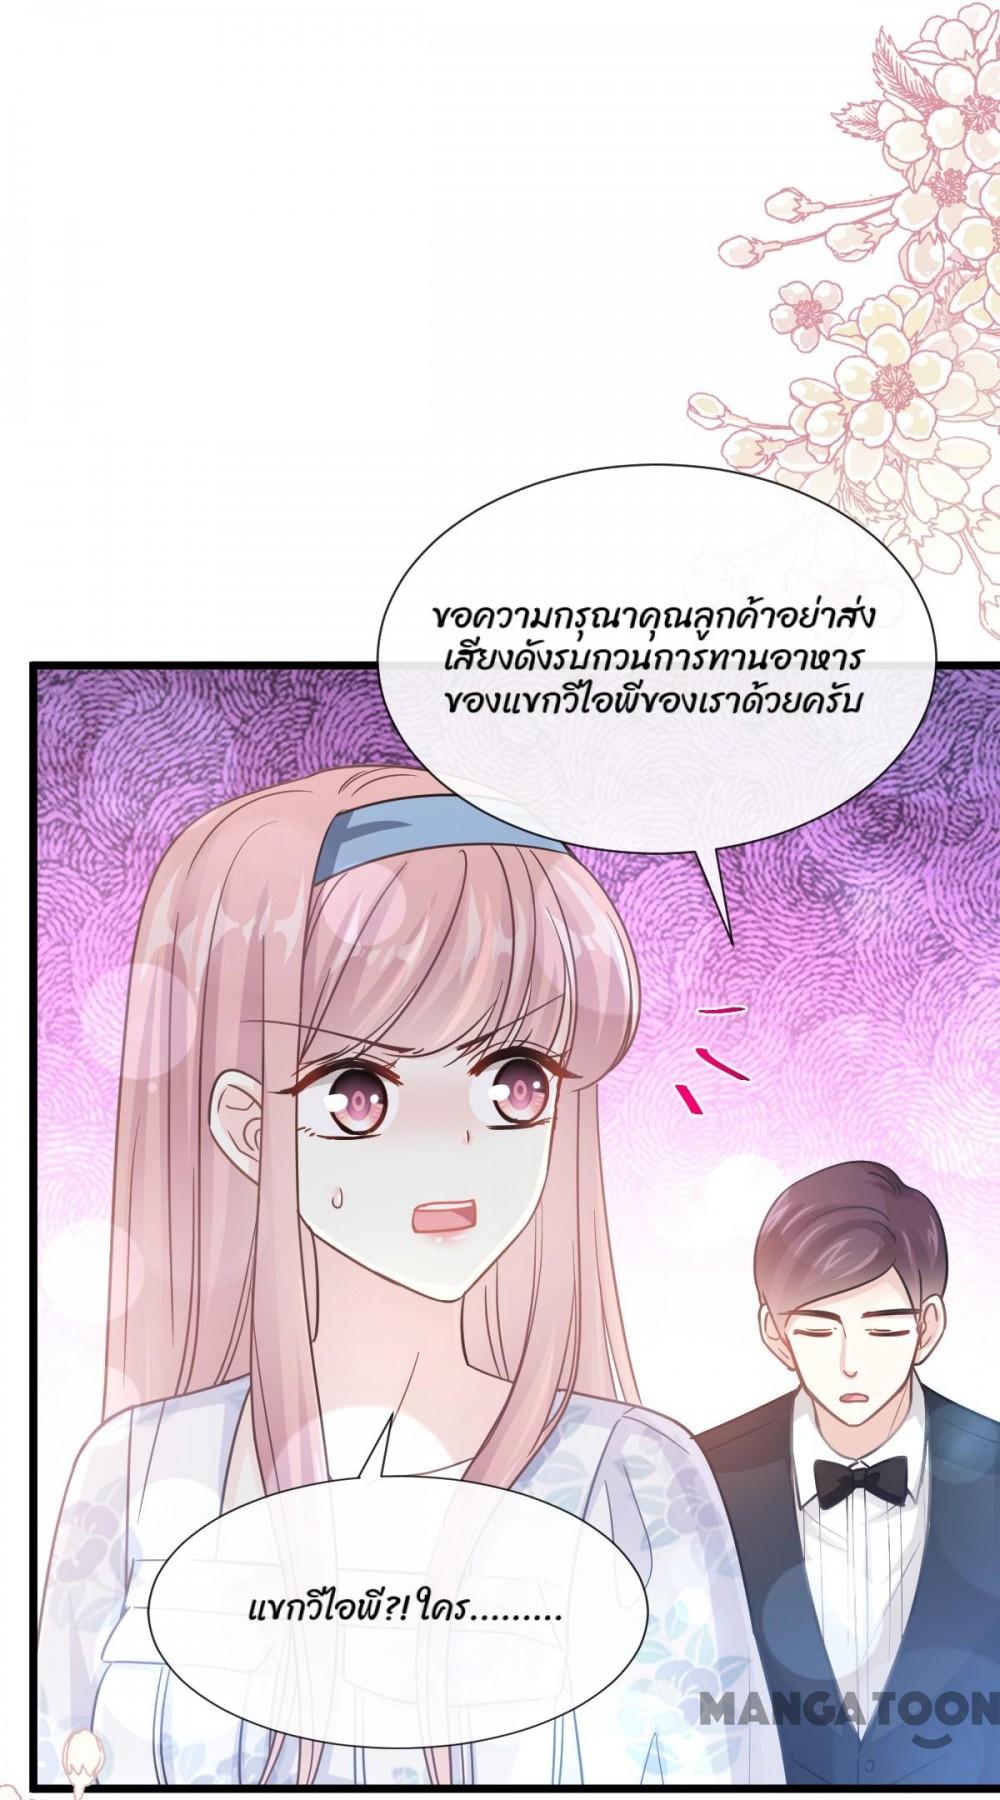 ขอความกรุณาคุณลูกค้าอย่าส่ง
เสียงดังรบกวนการทานอาหาร
ของแขกวีไอพีของเราด้วยครับ
แขกวีไอพี?! ใคร.........
MANGATOON